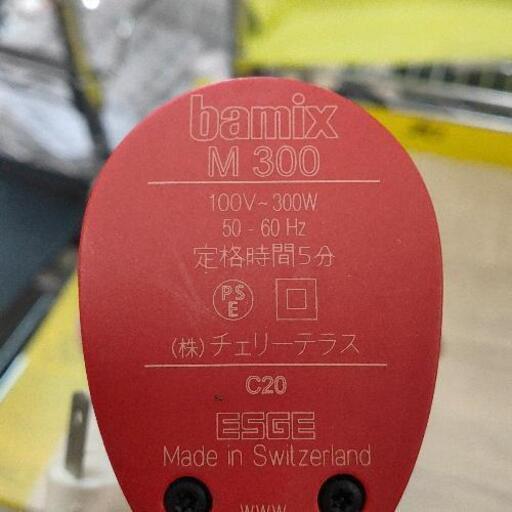 bamix
M 300
100V~300W
50 - 60 Hz
定格時間5分
PS
E
(株) チェリーテラス
C20
ESGE
Made in Switzerland
www